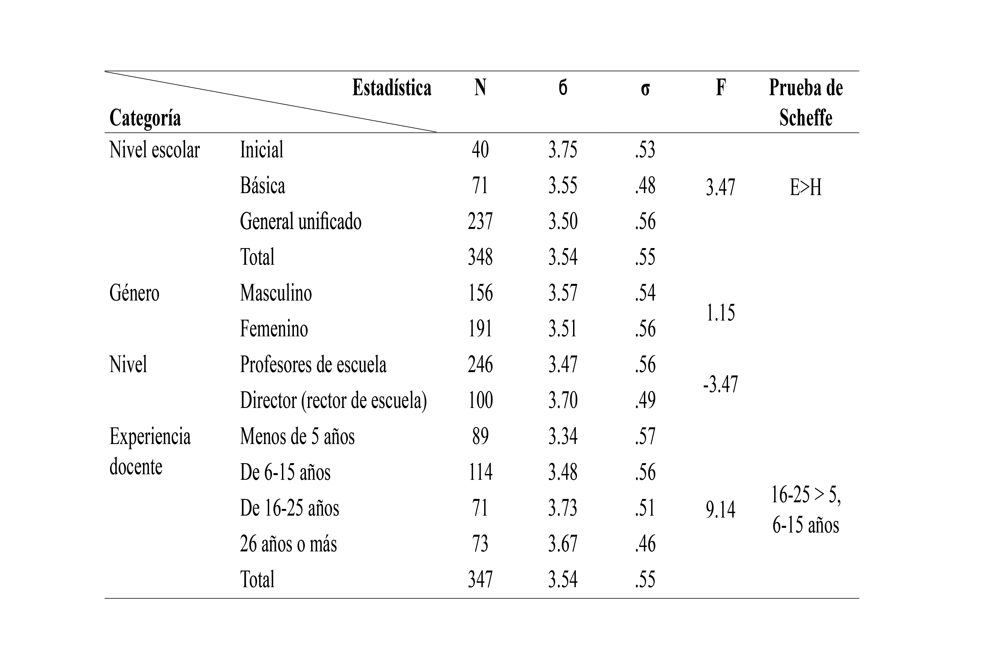 Estadística N б σ F Prueba de
Categoría Scheffe
Nivel escolar Inicial 40 3.75 .53
Básica 71 3.55 .48 3.47 E>H
General unificado 237 3.50 .56
Total 348 3.54 .55
Género Masculino 156 3.57 .54
1.15
Femenino 191 3.51 .56
Nivel Profesores de escuela 246 3.47 .56
-3.47
Director (rector de escuela) 100 3.70 .49
Experiencia Menos de 5 años 89 3.34 .57
docente De 6-15 años 114 3.48 .56
16-25 > 5,
De 16-25 años 71 3.73 .51 9.14
6-15 años
26 años o más 73 3.67 .46
Total 347 3.54 .55